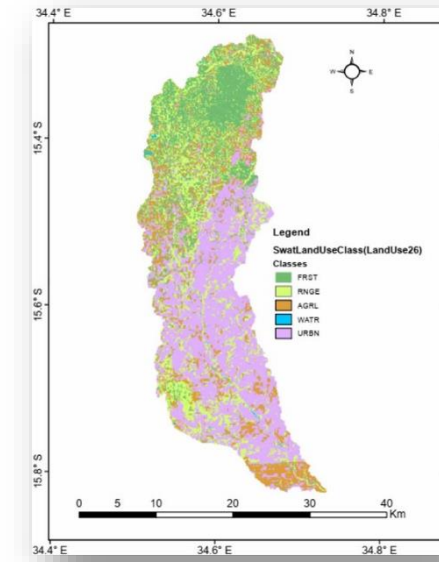 34.4° E 34.6° E 34.8° E
N
W E
S
15.4° S
15.6° S
15.8° S
Legend
SwatLandUseClass(LandUse26)
Classes
FRST
RNGE
AGRL
WATR
URBN
0 5 10 20 30 40
Km
34.4° E 34.6° E 34.8° E